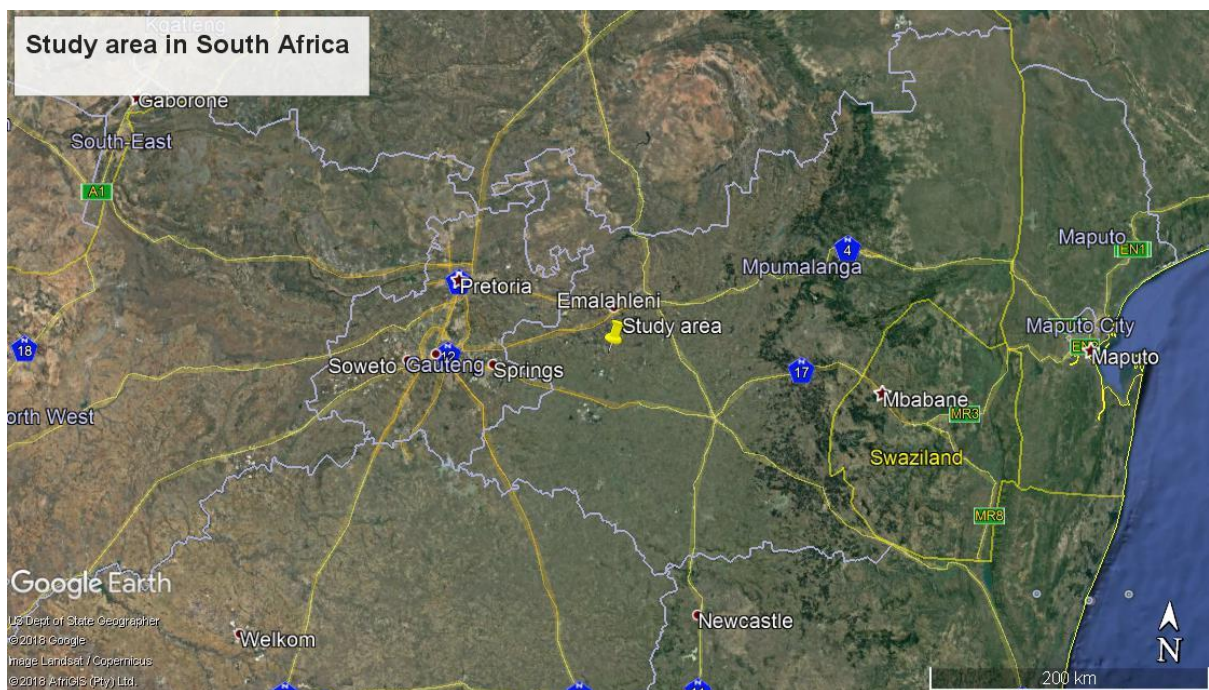 Study area in South Africa
Gaborone
South-East
A1
Maputo
EN1
N
4
Mpumalanga
Pretoria
Emalahleni
Study area
Maputo City
Maputo
18
Soweto
Gauteng
12
Springs
17
Mbabane
MR3
orth West
Swaziland
MR8
Google Earth
US Dept of State Geographer
©2018 Google
Image Landsat / Copernicus
©2018 AfriGIS (Pty) Ltd.
Welkom
Newcastle
N
200 km